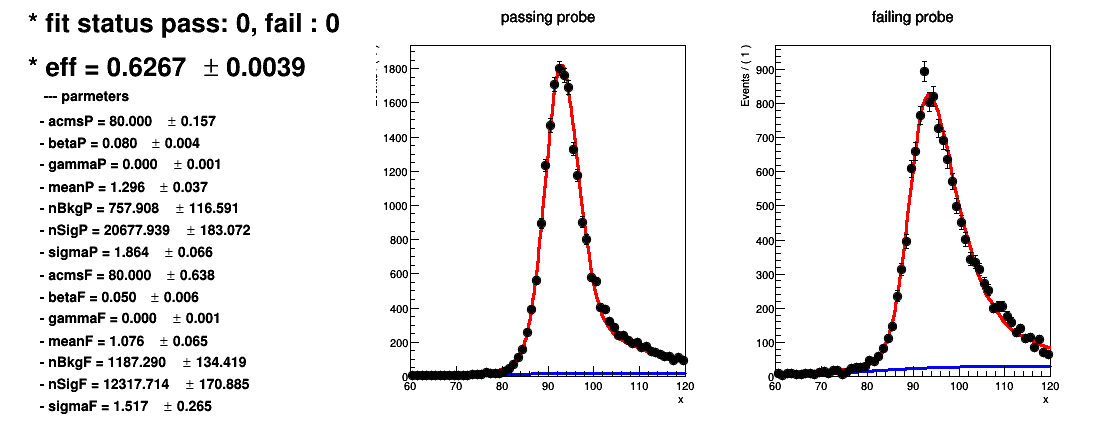 * fit status pass: 0, fail : 0
* eff = 0.6267 ± 0.0039
--- parmeters
- acmsP = 80.000 ± 0.157
- betaP = 0.080 ± 0.004
- gammaP = 0.000 ± 0.001
- meanP = 1.296 ± 0.037
- nBkgP = 757.908 ± 116.591
- nSigP = 20677.939 ± 183.072
- sigmaP = 1.864 ± 0.066
- acmsF = 80.000 ± 0.638
- betaF = 0.050 ± 0.006
- gammaF = 0.000 ± 0.001
- meanF = 1.076 ± 0.065
- nBkgF = 1187.290 ± 134.419
- nSigF = 12317.714 ± 170.885
- sigmaF = 1.517 ± 0.265
passing probe
1800
1600
1400
1200
1000
800
600
400
200
0
60 70 80 90 100 110 120
x
failing probe
Events / ( 1 )
900
800
700
600
500
400
300
200
100
0
60 70 80 90 100 110 120
x